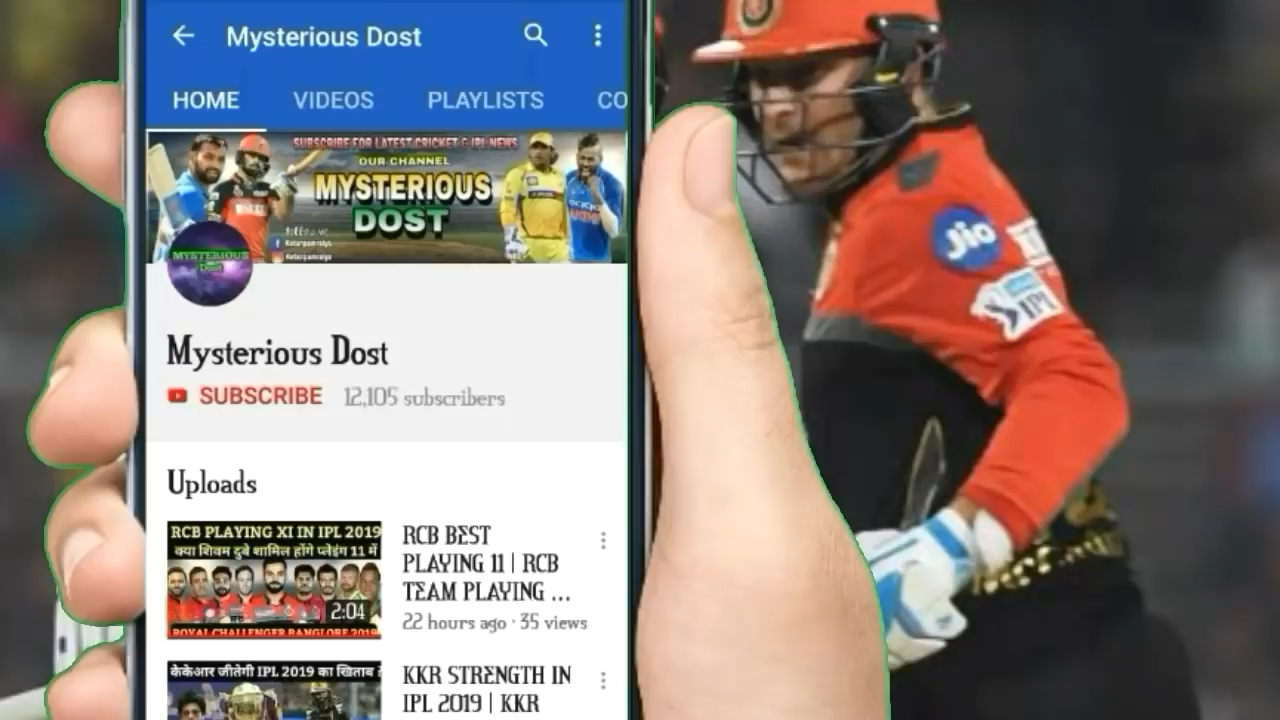 Mysterious Dost
HOME VIDEOS PLAYLISTS CO
SUBSCRIBE FOR LATEST CRICKET & IPL NEWS
OUR CHANNEL
MYSTERIOUS
DOST
MYSTERIOUS
Dost
Mysterious Dost
SUBSCRIBE 12,105 subscribers
Uploads
RCB PLAYING XI IN IPL 2019
क्या शिवम दुबे शामिल होंगे प्लेइंग 11 में
2:04
ROYAL CHALLENGER BANGLORE 2019
RCB BEST
PLAYING 11 | RCB
TEAM PLAYING ...
22 hours ago · 35 views
केकेआर जीतेगी IPL 2019 का खिताब
KKR STRENGTH IN
IPL 2019 | KKR
Jio
IPL